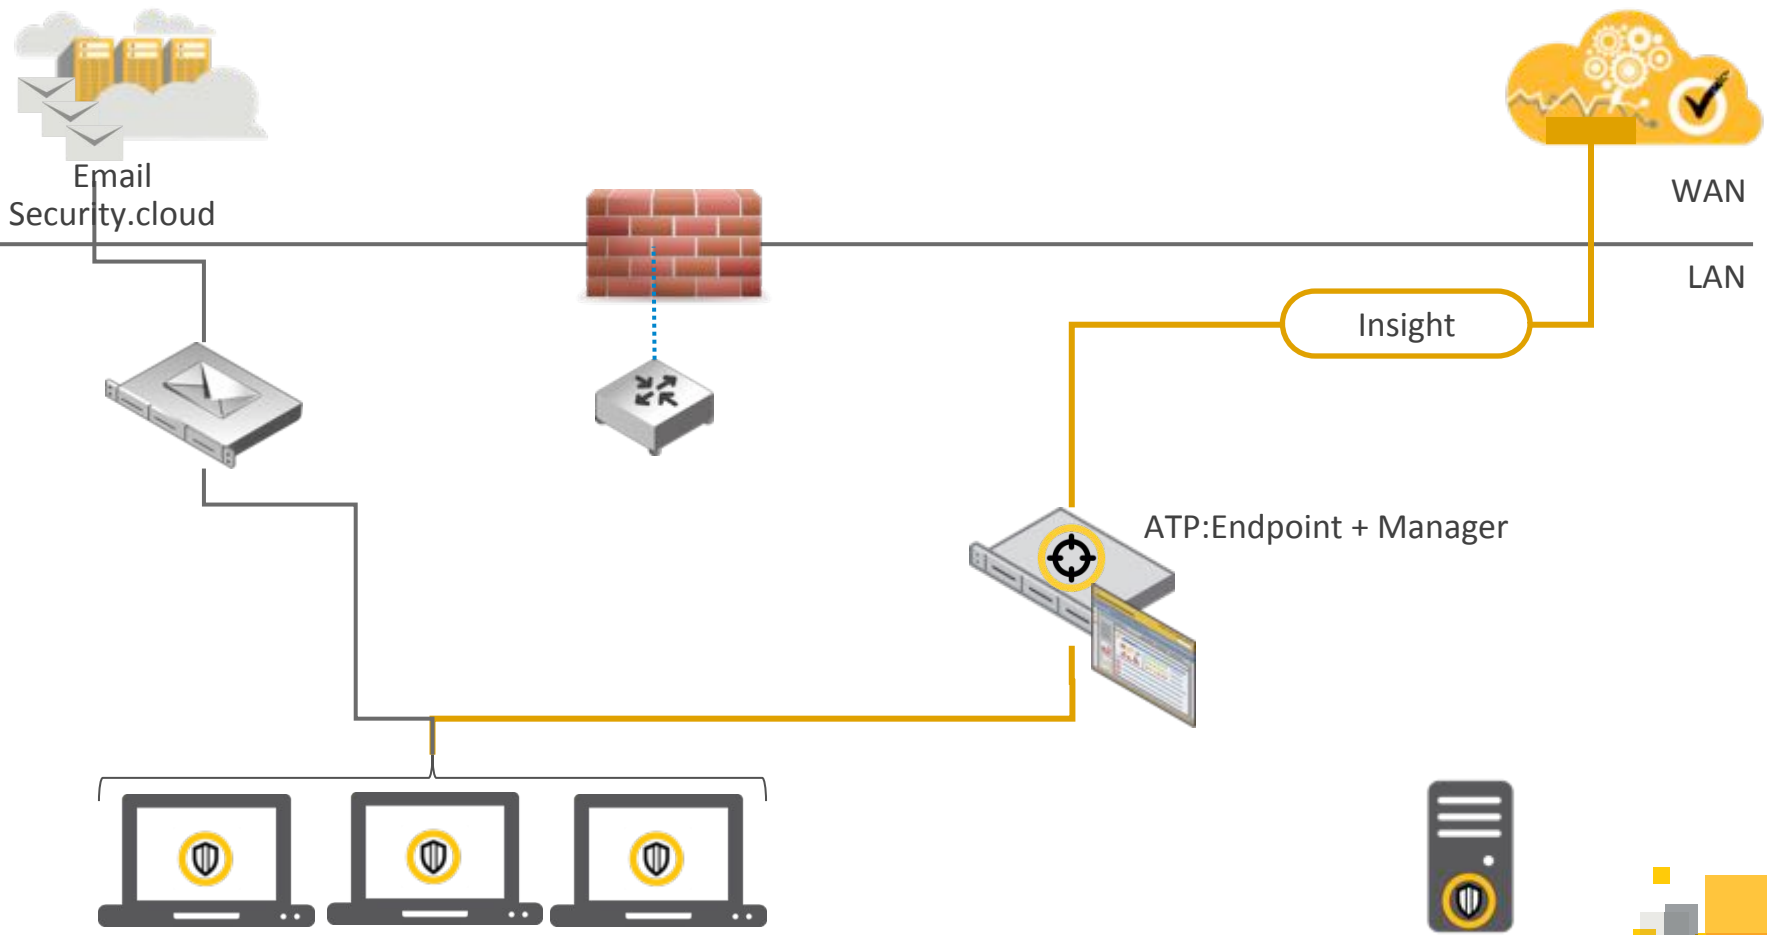 Email
Security.cloud
WAN
LAN
Insight
ATP:Endpoint + Manager